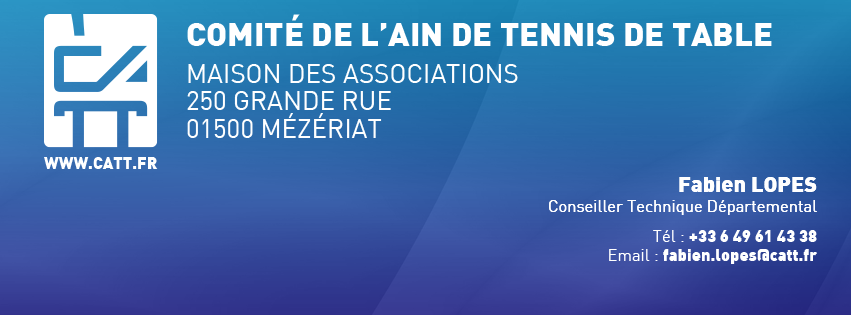 COMITÉ DE L'AIN DE TENNIS DE TABLE
MAISON DES ASSOCIATIONS
250 GRANDE RUE
01500 MÉZÉRIAT
CATT
WWW.CATT.FR
Fabien LOPES
Conseiller Technique Départemental
Tél : +33 6 49 61 43 38
Email : fabien.lopes@catt.fr